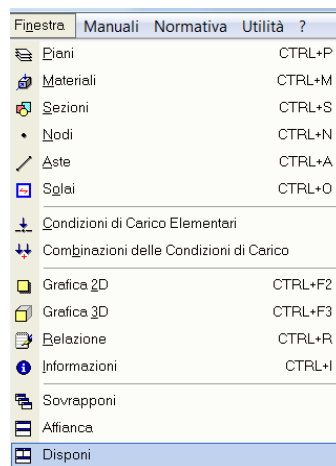 Finestra Manuali Normativa Utilità ?
Piani CTRL+P
Materiali CTRL+M
Sezioni CTRL+S
Nodi CTRL+N
Aste CTRL+A
Solai CTRL+O
Condizioni di Carico Elementari
Combinazioni delle Condizioni di Carico
Grafica 2D CTRL+F2
Grafica 3D CTRL+F3
Relazione CTRL+R
Informazioni CTRL+I
Sovrapponi
Affianca
Disponi